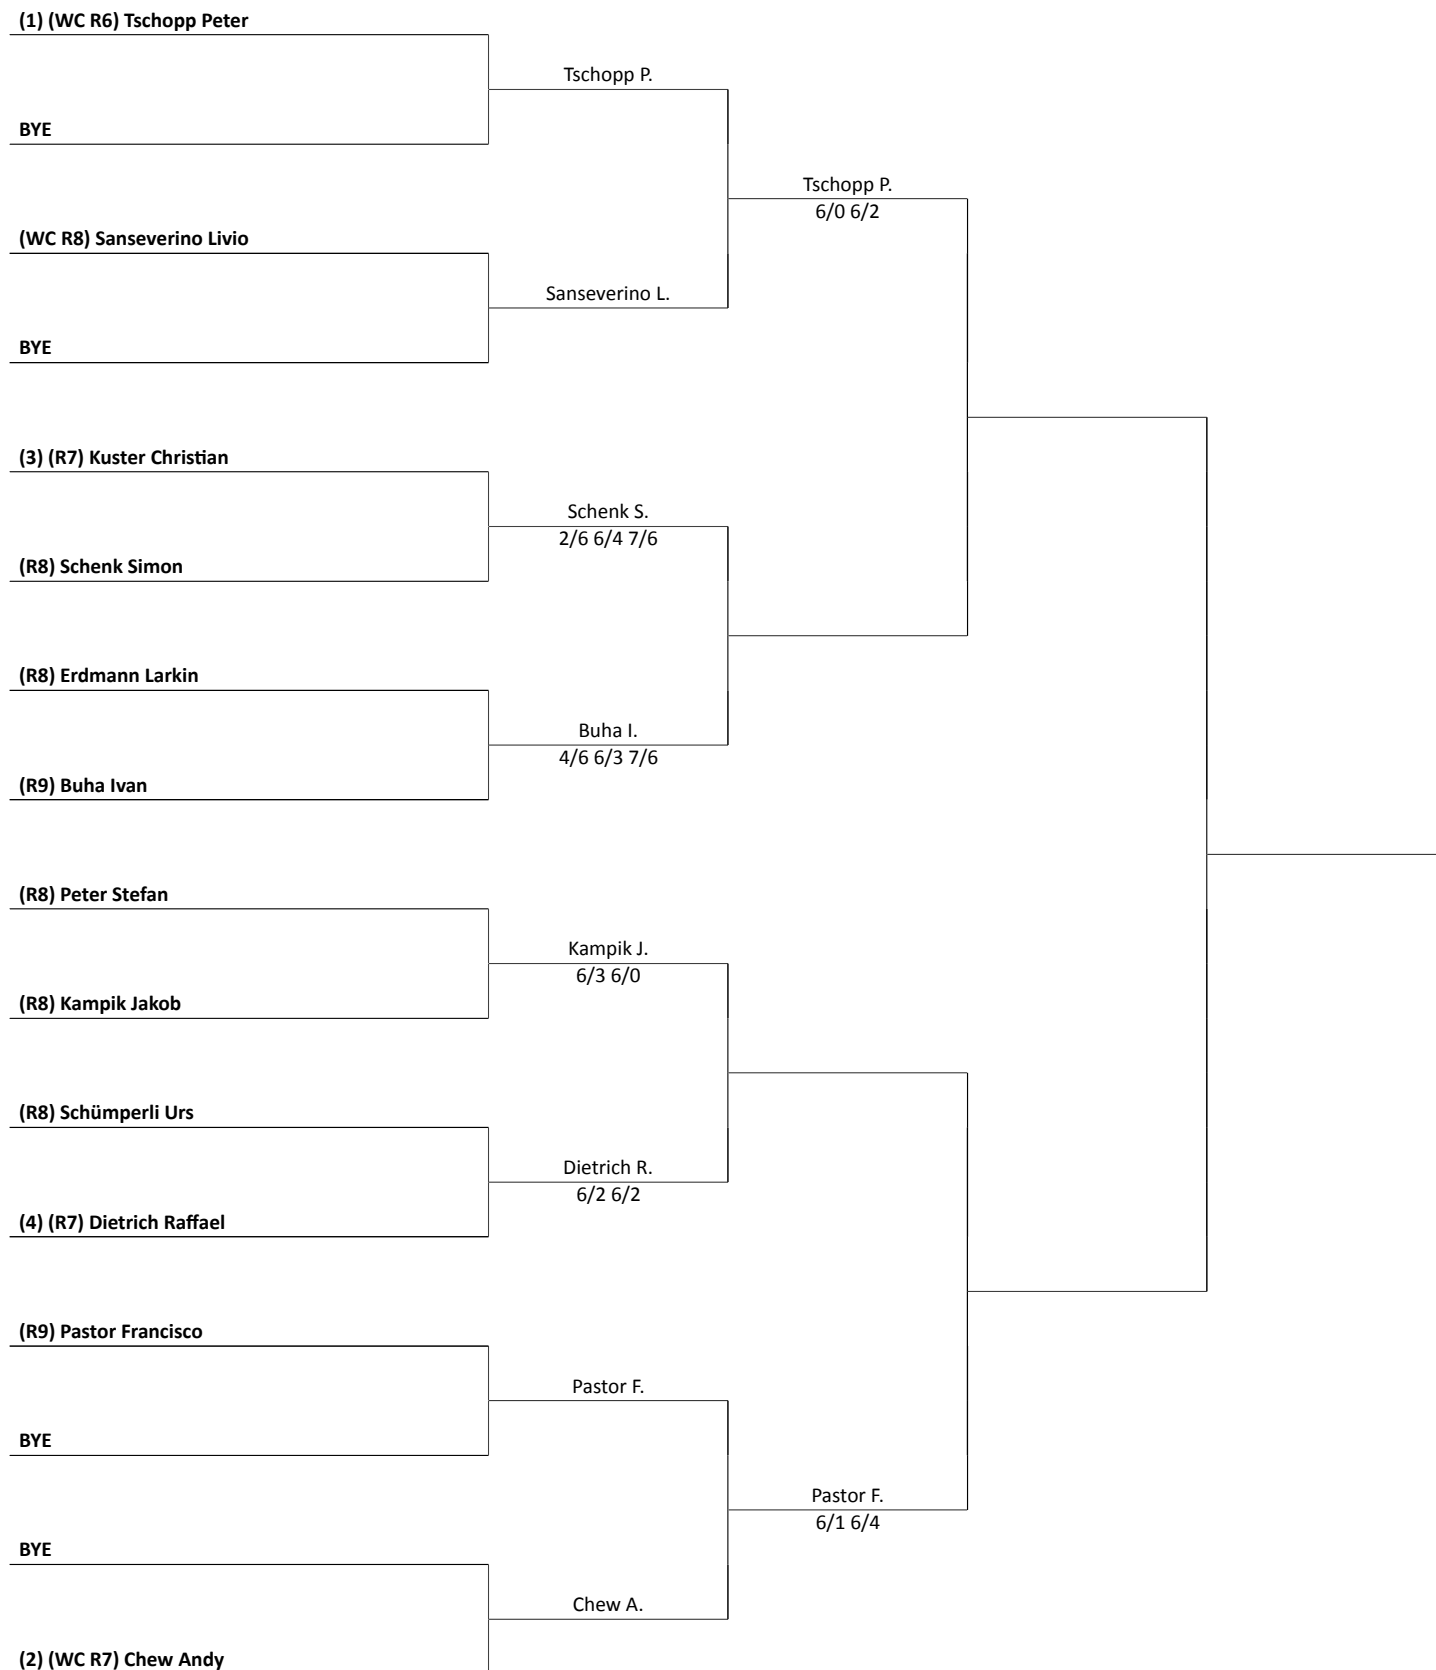 (1) (WC R6) Tschopp Peter
Tschopp P.
BYE
Tschopp P.
6/0 6/2
(WC R8) Sanseverino Livio
Sanseverino L.
BYE
(3) (R7) Kuster Christian
Schenk S.
2/6 6/4 7/6
(R8) Schenk Simon
(R8) Erdmann Larkin
Buha I.
4/6 6/3 7/6
(R9) Buha Ivan
(R8) Peter Stefan
Kampik J.
6/3 6/0
(R8) Kampik Jakob
(R8) Schümperli Urs
Dietrich R.
6/2 6/2
(4) (R7) Dietrich Raffael
(R9) Pastor Francisco
Pastor F.
BYE
Pastor F.
6/1 6/4
BYE
Chew A.
(2) (WC R7) Chew Andy